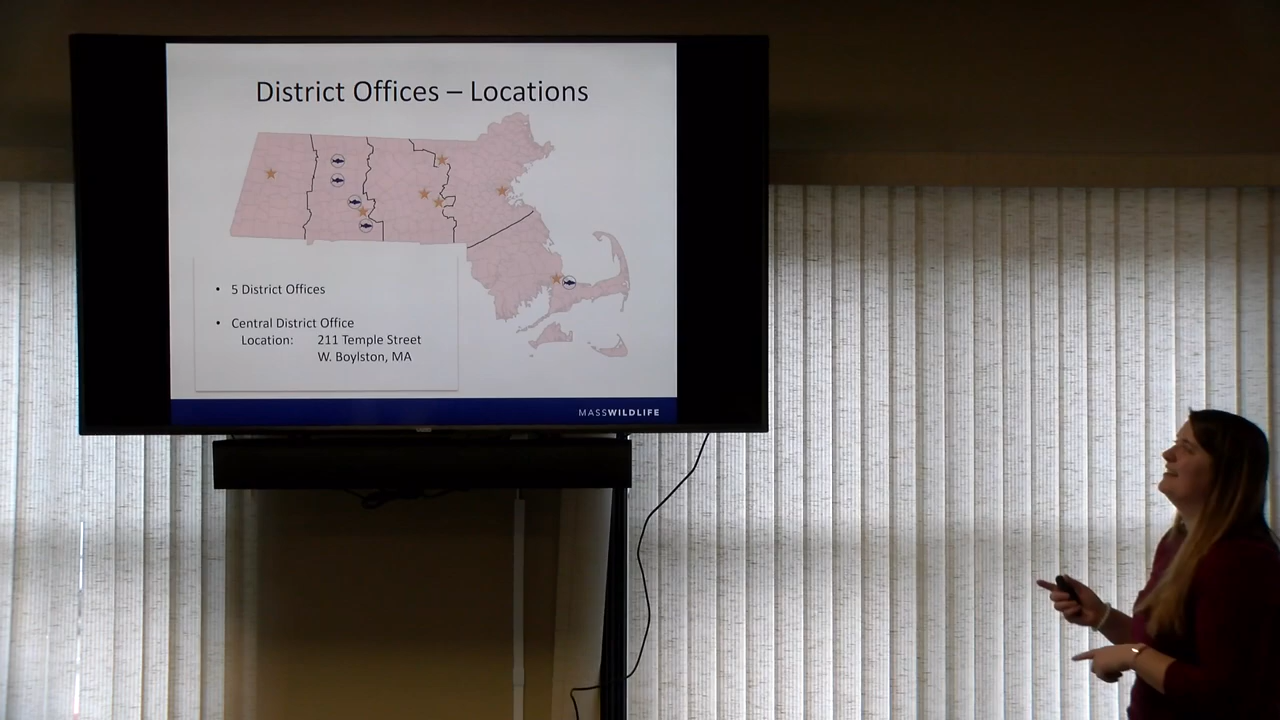 District Offices – Locations
• 5 District Offices
• Central District Office
Location: 211 Temple Street
W. Boylston, MA
MASSWILDLIFE